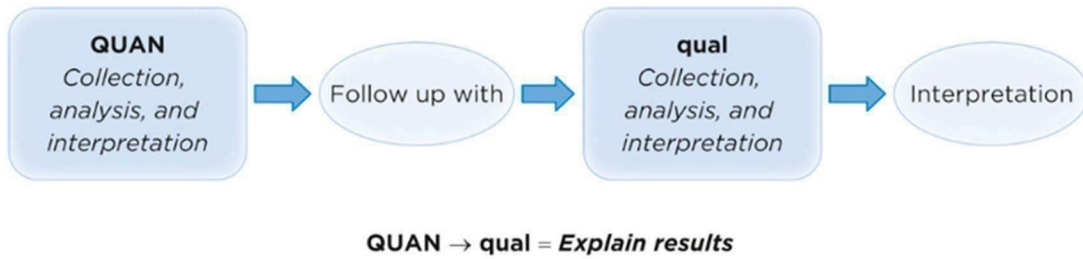 QUAN
Collection,
analysis, and
interpretation
Follow up with
qual
Collection,
analysis, and
interpretation
Interpretation
QUAN → qual = Explain results